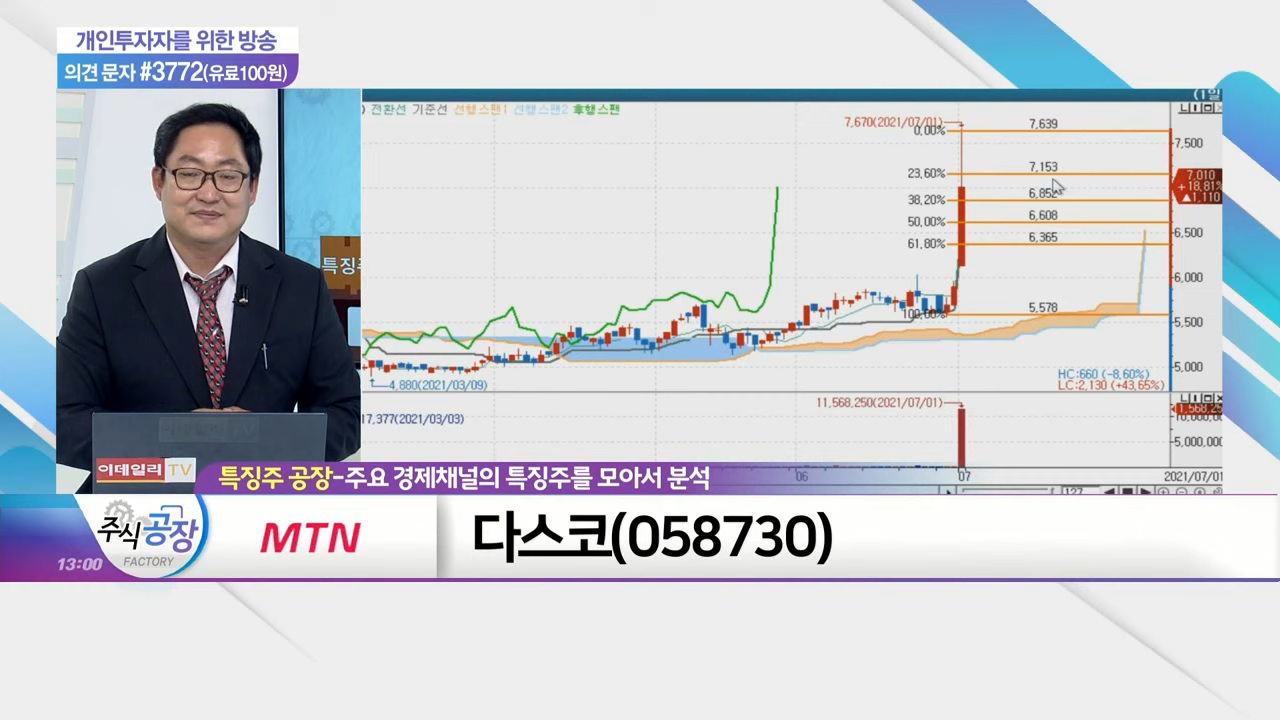 개인투자자를 위한 방송
의견 문자 #3772(유료100원)
전환선 기준선 선행스팬1 선행스팬2 후행스팬
(1일
7,670(2021/07/01)
0,00%
7,639
7,500
23,60%
7,153
7,010
+18,81%
▲1,110
38,20%
6,852
50,00%
6,608
6,500
61,80%
6,365
6,000
100,00%
5,578
5,500
5,000
4,880(2021/03/09)
HC:660 (-8,60%)
LC:2,130 (+43,65%)
특징주
11,568,250(2021/07/01)
17,377(2021/03/03)
5,000,00
06
07
2021/07/01
127
이데일리 TV
특징주 공장-주요 경제채널의 특징주를 모아서 분석
주식공장
FACTORY
13:00
MTN
다스코(058730)